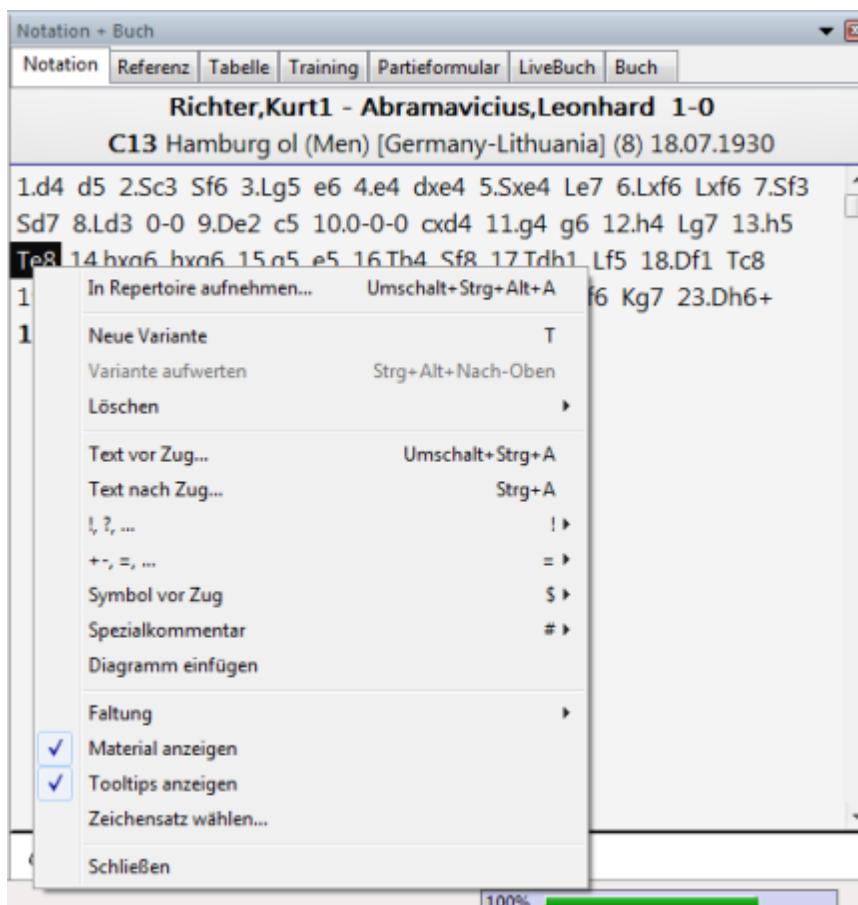 Notation + Buch
Notation Referenz Tabelle Training Partieformular LiveBuch Buch
Richter,Kurt1 - Abramavicius,Leonhard 1-0
C13 Hamburg ol (Men) [Germany-Lithuania] (8) 18.07.1930
1.d4 d5 2.Sc3 Sf6 3.Lg5 e6 4.e4 dxe4 5.Sxe4 Le7 6.Lxf6 Lxf6 7.Sf3
Sd7 8.Ld3 0-0 9.De2 c5 10.0-0-0 cxd4 11.g4 g6 12.h4 Lg7 13.h5
Te8 14.hxg6 hxg6 15.g5 e5 16.Th4 Sf8 17.Tdh1 Lf5 18.Df1 Tc8
Kg7 23.Dh6+
In Repertoire aufnehmen... Umschalt+Strg+Alt+A
Neue Variante T
Variante aufwerten Strg+Alt+Nach-Oben
Löschen
Text vor Zug... Umschalt+Strg+A
Text nach Zug... Strg+A
!, ?, ... !
+-, =, ... =
Symbol vor Zug $
Spezialkommentar #
Diagramm einfügen
Faltung
Material anzeigen
Tooltips anzeigen
Zeichensatz wählen...
Schließen
100%